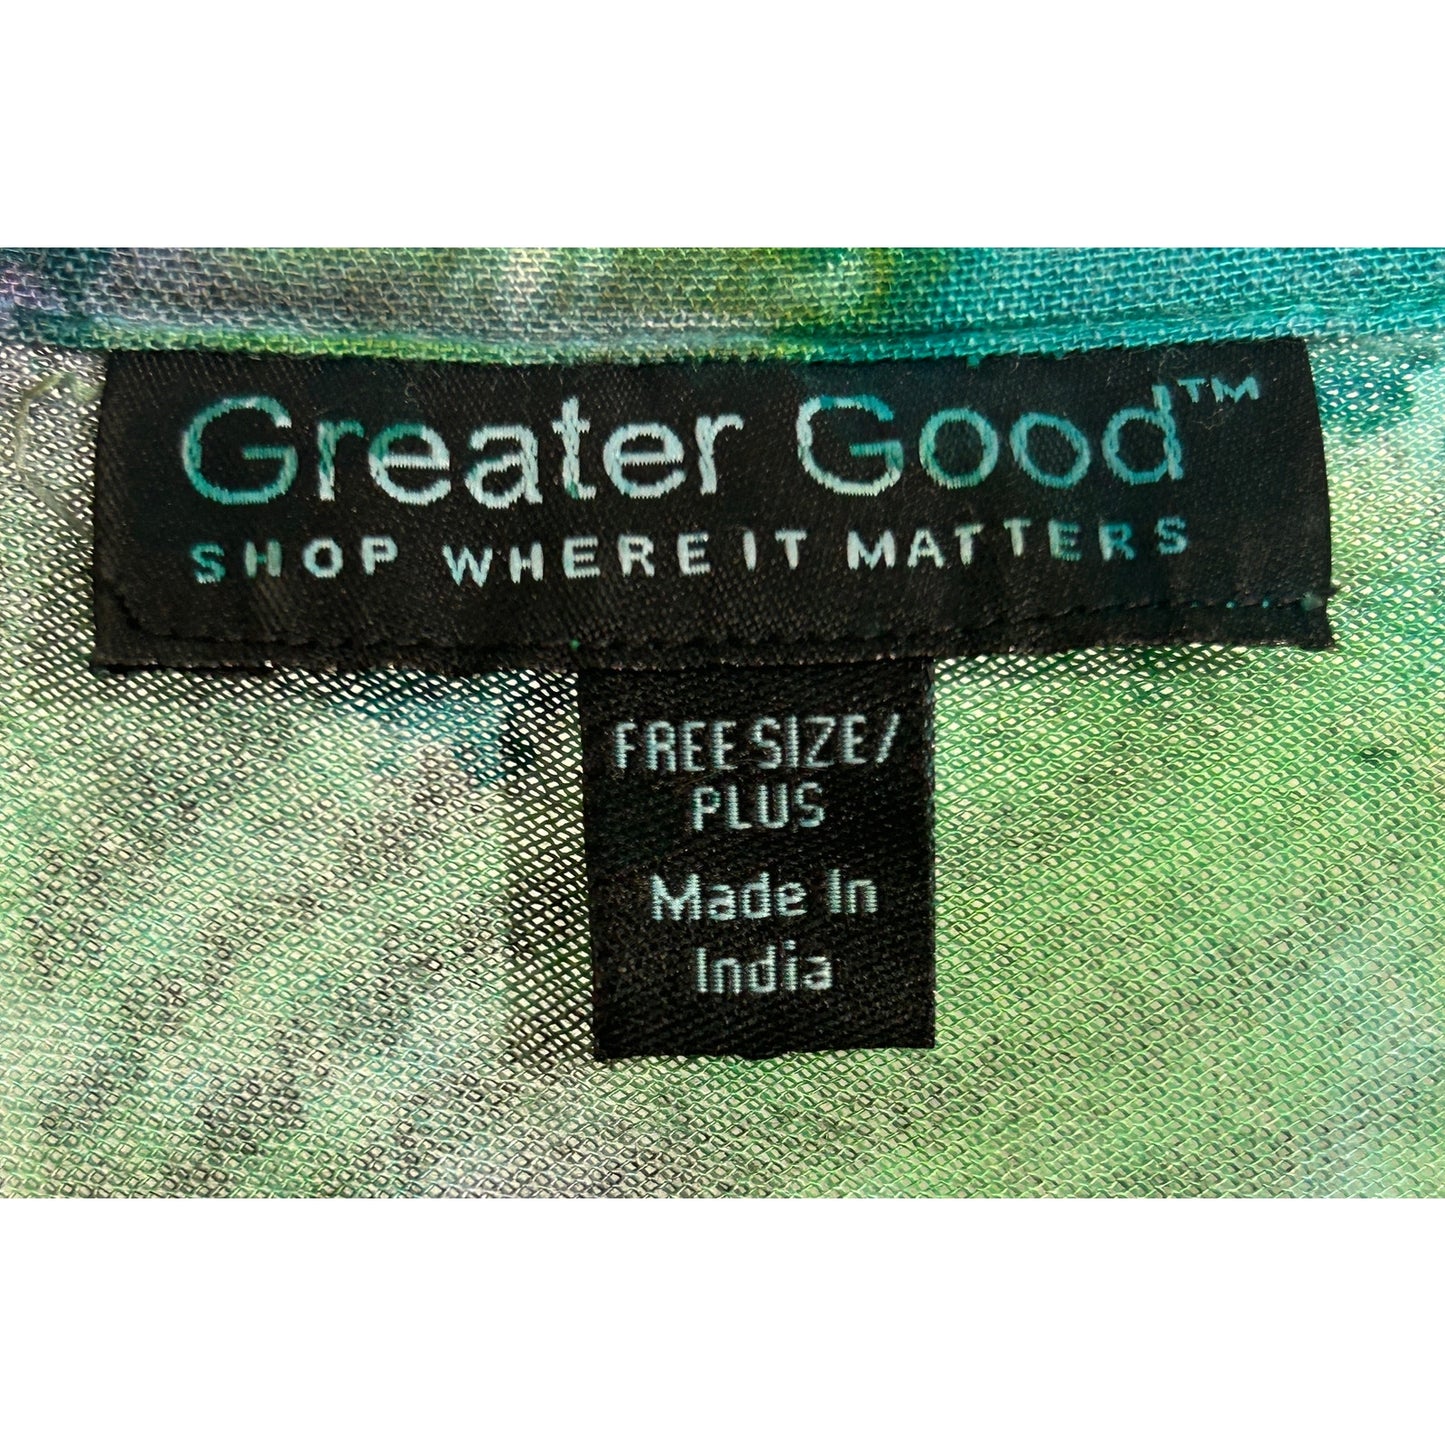 Greater Good™
SHOP WHERE IT MATTERS
FREE SIZE/
PLUS
Made In
India